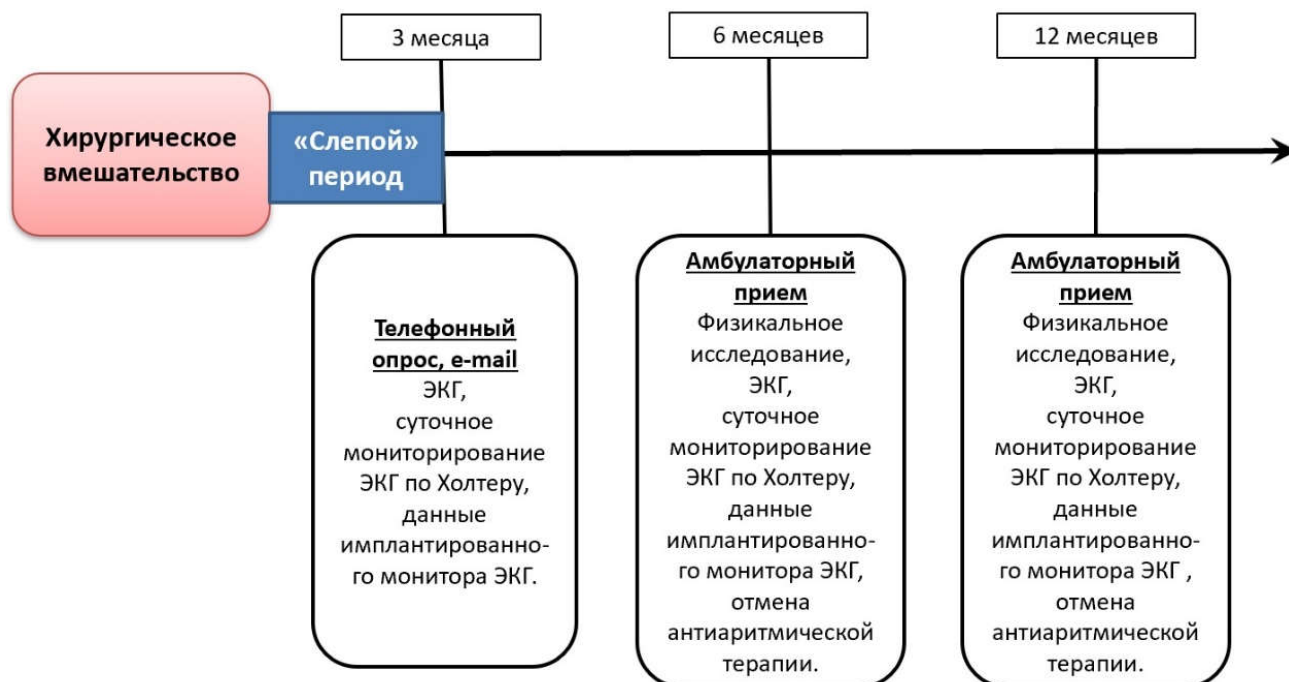 3 месяца
6 месяцев
12 месяцев
Хирургическое
вмешательство
«Слепой»
период
Телефонный
опрос, e-mail
ЭКГ,
суточное
мониторирование
ЭКГ по Холтеру,
данные
имплантированно-
го монитора ЭКГ.
Амбулаторный
прием
Физикальное
исследование,
ЭКГ,
суточное
мониторирование
ЭКГ по Холтеру,
данные
имплантированно-
го монитора ЭКГ,
отмена
антиаритмической
терапии.
Амбулаторный
прием
Физикальное
исследование,
ЭКГ,
суточное
мониторирование
ЭКГ по Холтеру,
данные
имплантированно-
го монитора ЭКГ ,
отмена
антиаритмической
терапии.